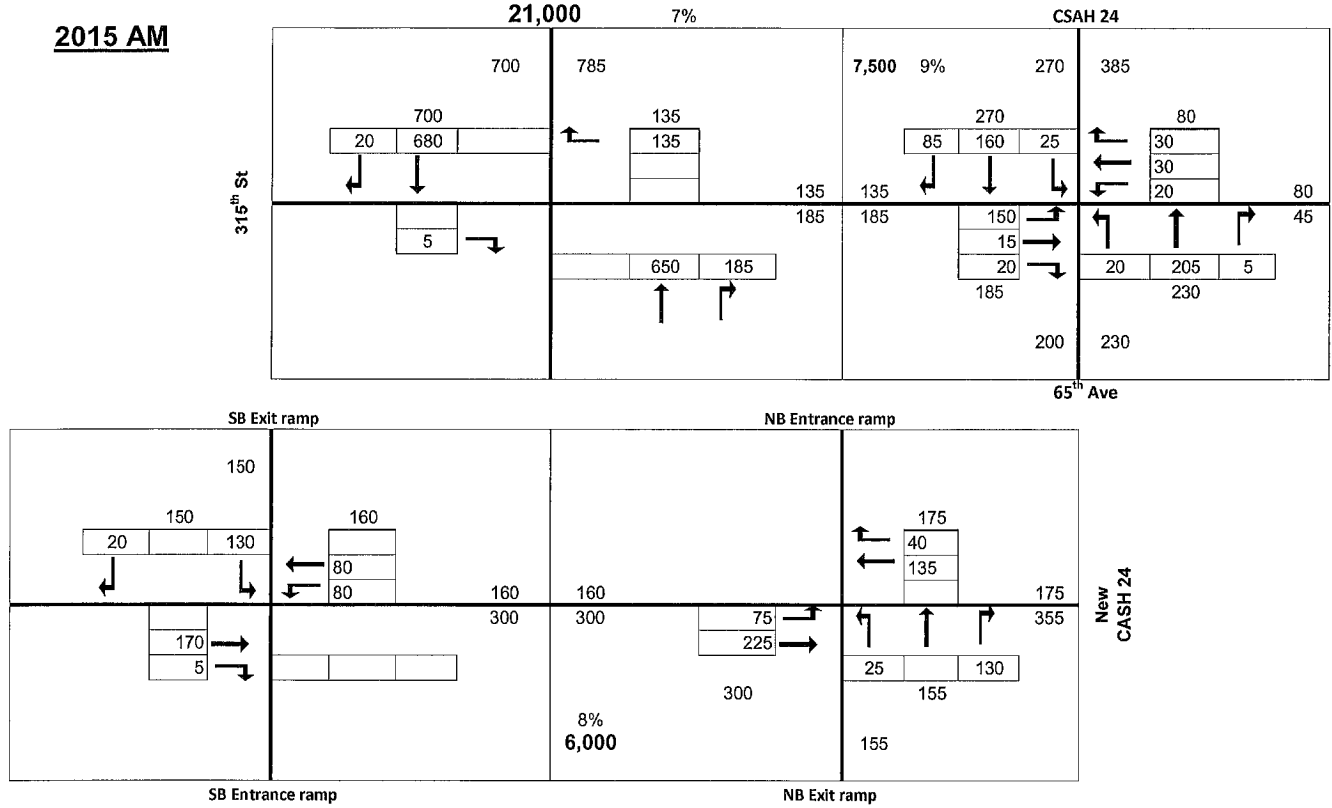 21,000 7% CSAH 24
2015 AM
700 785 7,500 9% 270 385
700 135 270 80
20 680 135 85 160 25 30
30
20
135 135 80
315th St
185 185 150 45
5 15
650 185 20 20 205 5
185 230
200 230
65th Ave
SB Exit ramp NB Entrance ramp
150
150 160 175
20 130 40
80 135
80
160 160 175
300 300 75 355
New
CASH 24
170 225
5 25 130
300 155
8%
6,000 155
SB Entrance ramp NB Exit ramp